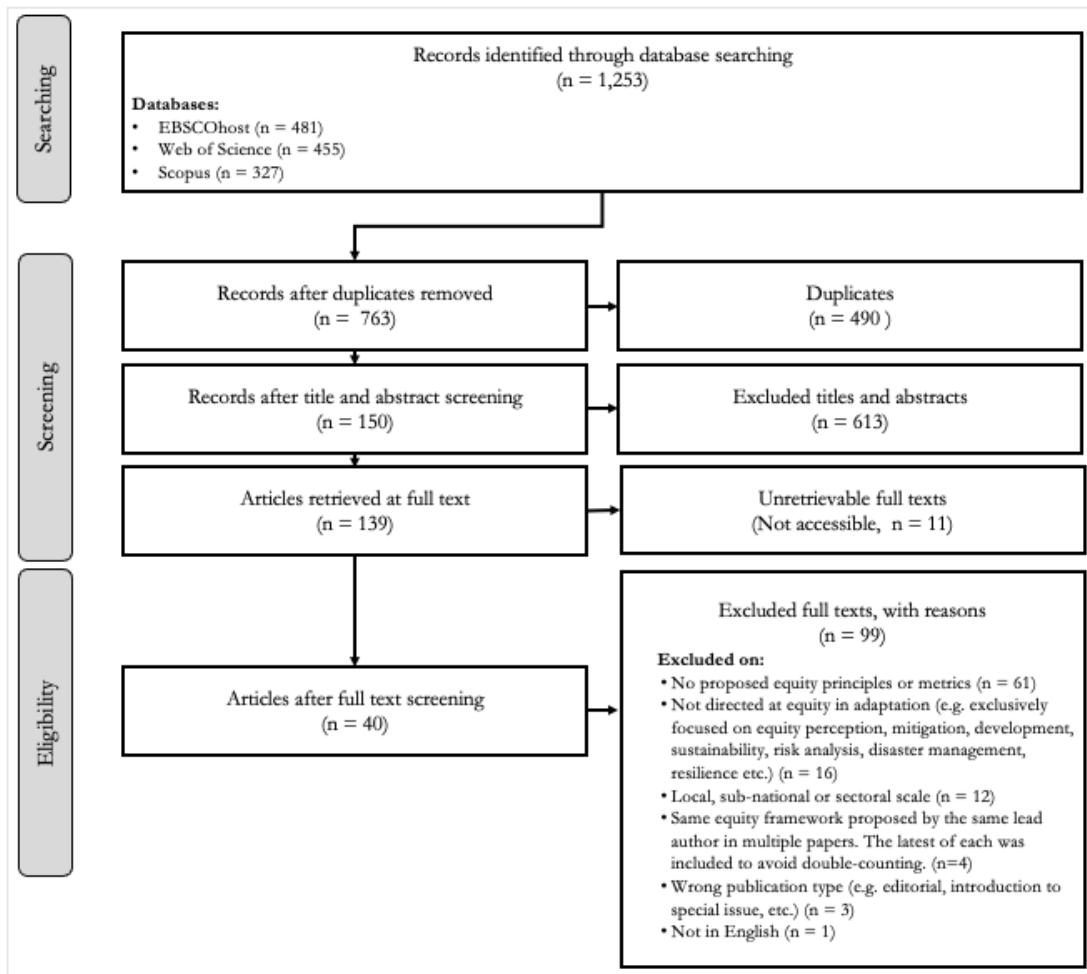 Searching
Records identified through database searching
(n = 1,253)
Databases:
• EBSCOhost (n = 481)
• Web of Science (n = 455)
• Scopus (n = 327)
Screening
Records after duplicates removed
(n = 763)
Duplicates
(n = 490 )
Records after title and abstract screening
(n = 150)
Excluded titles and abstracts
(n = 613)
Articles retrieved at full text
(n = 139)
Unretrievable full texts
(Not accessible, n = 11)
Eligibility
Articles after full text screening
(n = 40)
Excluded full texts, with reasons
(n = 99)
Excluded on:
• No proposed equity principles or metrics (n = 61)
• Not directed at equity in adaptation (e.g. exclusively
focused on equity perception, mitigation, development,
sustainability, risk analysis, disaster management,
resilience etc.) (n = 16)
• Local, sub-national or sectoral scale (n = 12)
• Same equity framework proposed by the same lead
author in multiple papers. The latest of each was
included to avoid double-counting. (n=4)
• Wrong publication type (e.g. editorial, introduction to
special issue, etc.) (n = 3)
• Not in English (n = 1)